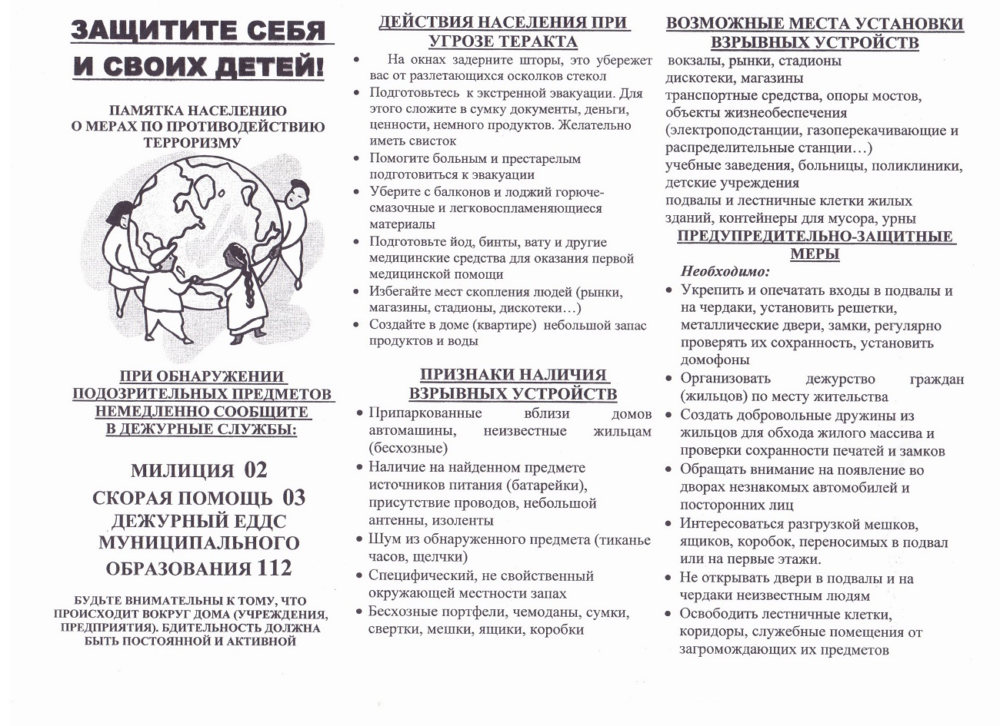 ЗАЩИТИТЕ СЕБЯ
И СВОИХ ДЕТЕЙ!
ПАМЯТКА НАСЕЛЕНИЮ
О МЕРАХ ПО ПРОТИВОДЕЙСТВИЮ
ТЕРРОРИЗМУ
ПРИ ОБНАРУЖЕНИИ
ПОДОЗРИТЕЛЬНЫХ ПРЕДМЕТОВ
НЕМЕДЛЕННО СООБЩИТЕ
В ДЕЖУРНЫЕ СЛУЖБЫ:
МИЛИЦИЯ 02
СКОРАЯ ПОМОЩЬ 03
ДЕЖУРНЫЙ ЕДДС
МУНИЦИПАЛЬНОГО
ОБРАЗОВАНИЯ 112
БУДЬТЕ ВНИМАТЕЛЬНЫ К ТОМУ, ЧТО
ПРОИСХОДИТ ВОКРУГ ДОМА (УЧРЕЖДЕНИЯ,
ПРЕДПРИЯТИЯ). БДИТЕЛЬНОСТЬ ДОЛЖНА
БЫТЬ ПОСТОЯННОЙ И АКТИВНОЙ
ДЕЙСТВИЯ НАСЕЛЕНИЯ ПРИ
УГРОЗЕ ТЕРАКТА
• На окнах задерните шторы, это убережет
вас от разлетающихся осколков стекол
• Подготовьтесь к экстренной эвакуации. Для
этого сложите в сумку документы, деньги,
ценности, немного продуктов. Желательно
иметь свисток
• Помогите больным и престарелым
подготовиться к эвакуации
• Уберите с балконов и лоджий горюче-
смазочные и легковоспламеняющиеся
материалы
• Подготовьте йод, бинты, вату и другие
медицинские средства для оказания первой
медицинской помощи
• Избегайте мест скопления людей (рынки,
магазины, стадионы, дискотеки…)
• Создайте в доме (квартире) небольшой запас
продуктов и воды
ПРИЗНАКИ НАЛИЧИЯ
ВЗРЫВНЫХ УСТРОЙСТВ
• Припаркованные вблизи домов
автомашины, неизвестные жильцам
(бесхозные)
• Наличие на найденном предмете
источников питания (батарейки),
присутствие проводов, небольшой
антенны, изоленты
• Шум из обнаруженного предмета (тиканье
часов, щелчки)
• Специфический, не свойственный
окружающей местности запах
• Бесхозные портфели, чемоданы, сумки,
свертки, мешки, ящики, коробки
ВОЗМОЖНЫЕ МЕСТА УСТАНОВКИ
ВЗРЫВНЫХ УСТРОЙСТВ
вокзалы, рынки, стадионы
дискотеки, магазины
транспортные средства, опоры мостов,
объекты жизнеобеспечения
(электроподстанции, газоперекачивающие и
распределительные станции…)
учебные заведения, больницы, поликлиники,
детские учреждения
подвалы и лестничные клетки жилых
зданий, контейнеры для мусора, урны
ПРЕДУПРЕДИТЕЛЬНО-ЗАЩИТНЫЕ
МЕРЫ
Необходимо:
• Укрепить и опечатать входы в подвалы и
на чердаки, установить решетки,
металлические двери, замки, регулярно
проверять их сохранность, установить
домофоны
• Организовать дежурство граждан
(жильцов) по месту жительства
• Создать добровольные дружины из
жильцов для обхода жилого массива и
проверки сохранности печатей и замков
• Обращать внимание на появление во
дворах незнакомых автомобилей и
посторонних лиц
• Интересоваться разгрузкой мешков,
ящиков, коробок, переносимых в подвал
или на первые этажи.
• Не открывать двери в подвалы и на
чердаки неизвестным людям
• Освободить лестничные клетки,
коридоры, служебные помещения от
загромождающих их предметов